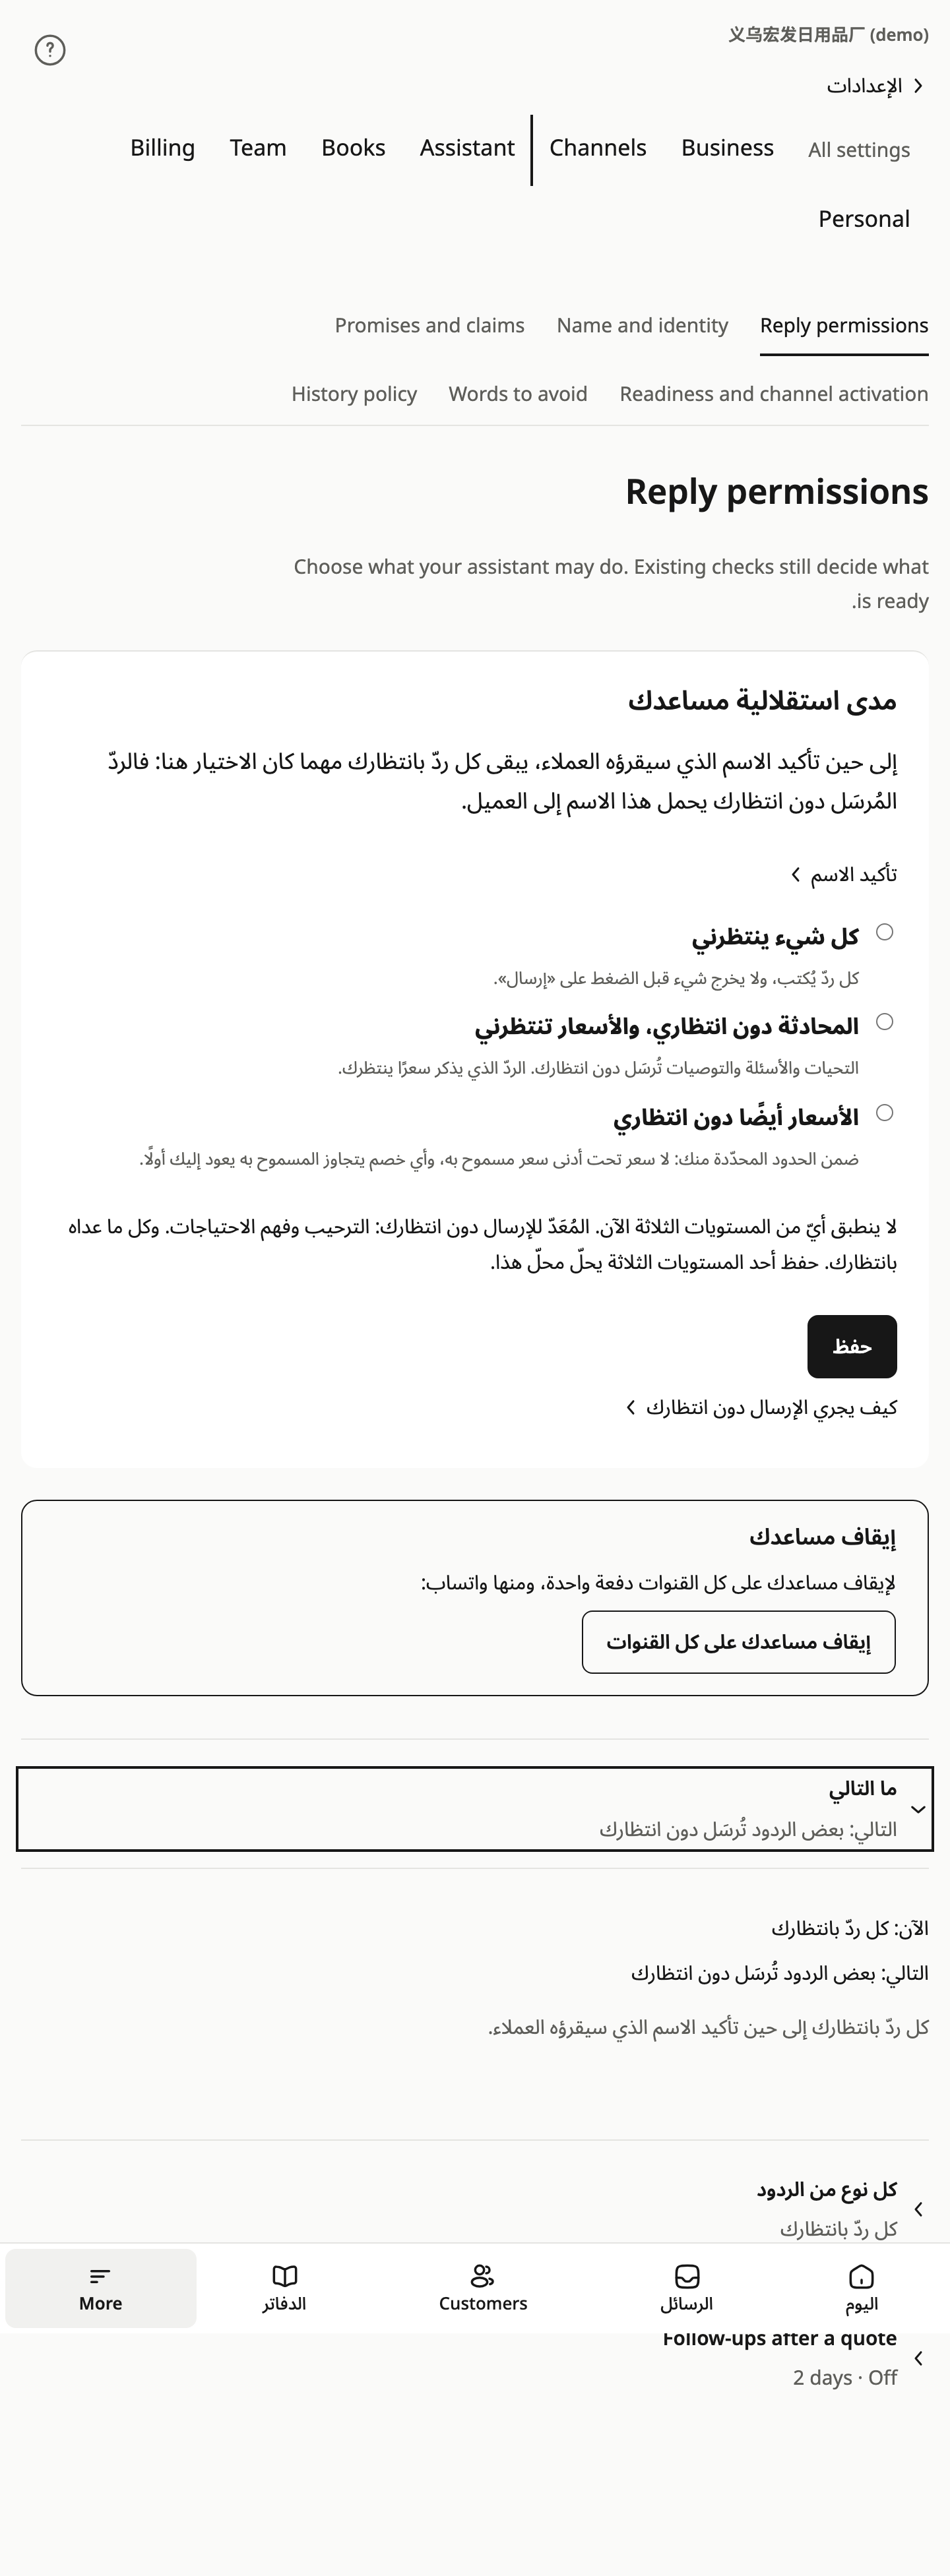 义乌宏发日用品厂 (demo)
الإعدادات
All settings Business Channels Assistant Books Team Billing
Personal
Reply permissions Name and identity Promises and claims
Readiness and channel activation Words to avoid History policy
Reply permissions
Choose what your assistant may do. Existing checks still decide what
is ready.
مدى استقلالية مساعدك
إلى حين تأكيد الاسم الذي سيقرؤه العملاء، يبقى كل ردّ بانتظارك مهما كان الاختيار هنا: فالردّ
المُرسَل دون انتظارك يحمل هذا الاسم إلى العميل.
تأكيد الاسم
كل شيء ينتظرني
كل ردّ يُكتب، ولا يخرج شيء قبل الضغط على «إرسال».
المحادثة دون انتظاري، والأسعار تنتظرني
التحيات والأسئلة والتوصيات تُرسَل دون انتظارك. الردّ الذي يذكر سعرًا ينتظرك.
الأسعار أيضًا دون انتظاري
ضمن الحدود المحدّدة منك: لا سعر تحت أدنى سعر مسموح به، وأي خصم يتجاوز المسموح به يعود إليك أولًا.
لا ينطبق أيّ من المستويات الثلاثة الآن. المُعَدّ للإرسال دون انتظارك: الترحيب وفهم الاحتياجات. وكل ما عداه
بانتظارك. حفظ أحد المستويات الثلاثة يحلّ محلّ هذا.
حفظ
كيف يجري الإرسال دون انتظارك
إيقاف مساعدك
لإيقاف مساعدك على كل القنوات دفعة واحدة، ومنها واتساب:
إيقاف مساعدك على كل القنوات
ما التالي
التالي: بعض الردود تُرسَل دون انتظارك
الآن: كل ردّ بانتظارك
التالي: بعض الردود تُرسَل دون انتظارك
كل ردّ بانتظارك إلى حين تأكيد الاسم الذي سيقرؤه العملاء.
كل نوع من الردود
كل ردّ بانتظارك
اليوم الرسائل Customers الدفاتر More
Follow-ups after a quote
2 days · Off